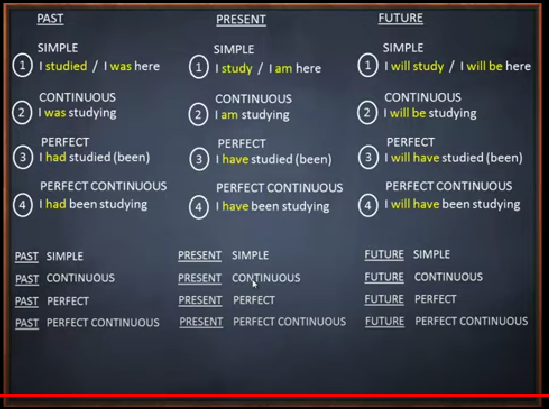 PAST
SIMPLE
1 I studied / I was here
CONTINUOUS
2 I was studying
PERFECT
3 I had studied (been)
PERFECT CONTINUOUS
4 I had been studying
PRESENT
SIMPLE
1 I study / I am here
CONTINUOUS
2 I am studying
PERFECT
3 I have studied (been)
PERFECT CONTINUOUS
4 I have been studying
FUTURE
SIMPLE
1 I will study / I will be here
CONTINUOUS
2 I will be studying
PERFECT
3 I will have studied (been)
PERFECT CONTINUOUS
4 I will have been studying
PAST SIMPLE
PAST CONTINUOUS
PAST PERFECT
PAST PERFECT CONTINUOUS
PRESENT SIMPLE
PRESENT CONTINUOUS
PRESENT PERFECT
PRESENT PERFECT CONTINUOUS
FUTURE SIMPLE
FUTURE CONTINUOUS
FUTURE PERFECT
FUTURE PERFECT CONTINUOUS